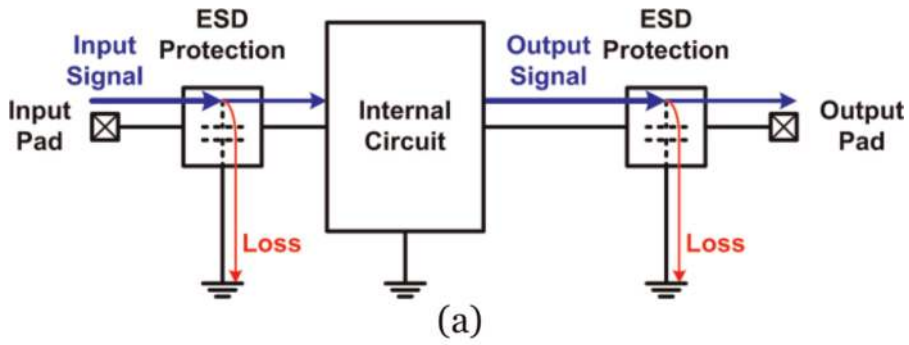 ESD
Protection
Input
Signal
Input
Pad
Internal
Circuit
Output
Signal
ESD
Protection
Output
Pad
Loss
Loss
(a)